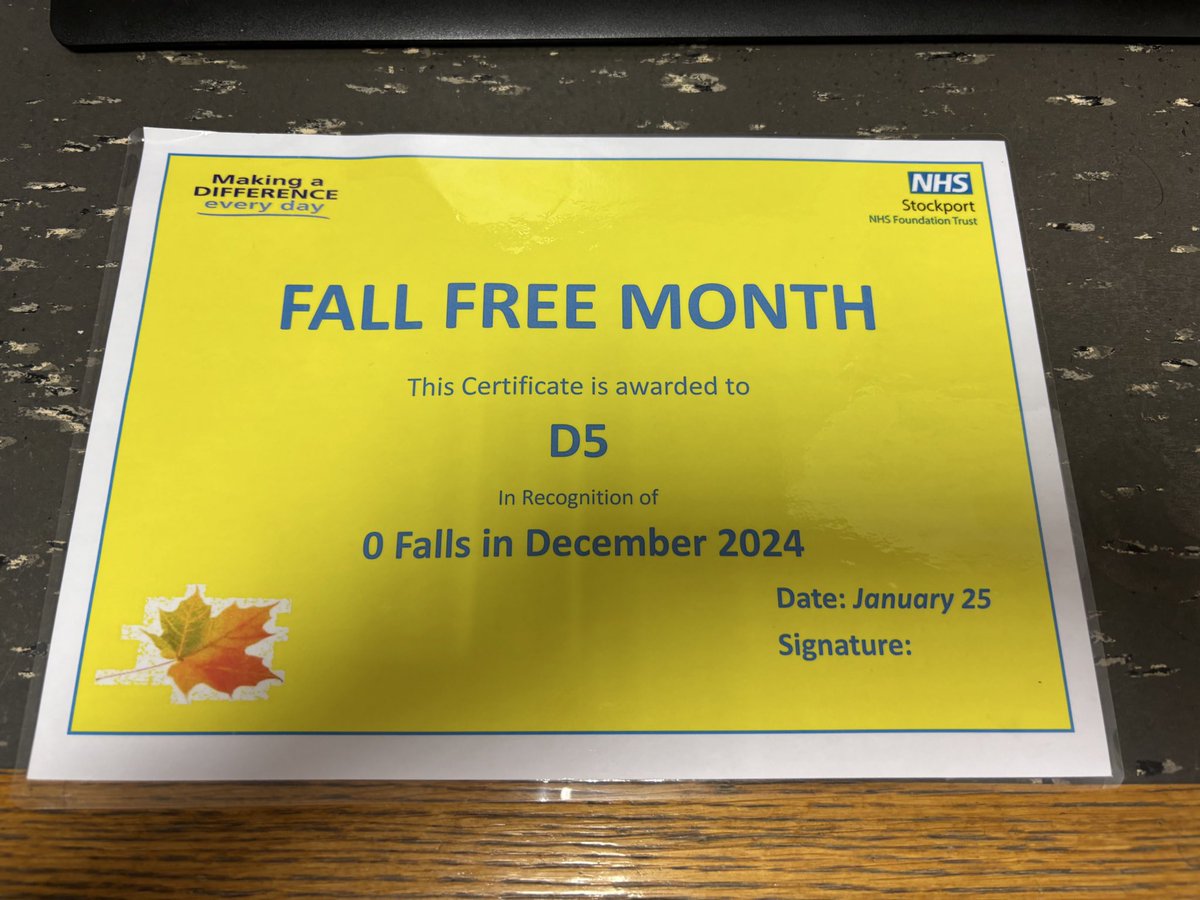 Making a
DIFFERENCE
every day
NHS
Stockport
NHS Foundation Trust
FALL FREE MONTH
This Certificate is awarded to
D5
In Recognition of
0 Falls in December 2024
Date: January 25
Signature: